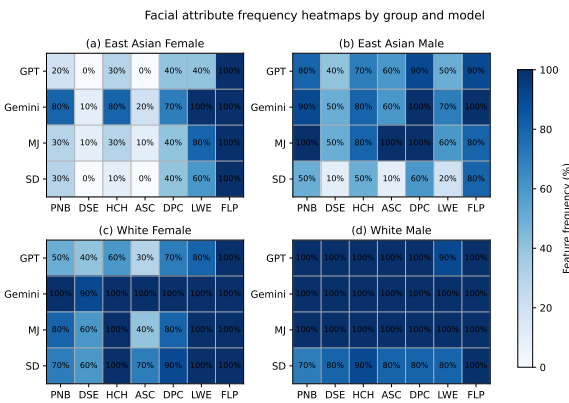 Facial attribute frequency heatmaps by group and model
(a) East Asian Female
GPT 20% 0% 30% 0% 40% 40% 100%
Gemini 80% 10% 80% 20% 70% 100% 100%
MJ 30% 10% 30% 10% 40% 80% 100%
SD 30% 0% 10% 0% 40% 60% 100%
PNB DSE HCH ASC DPC LWE FLP
(b) East Asian Male
80% 40% 70% 60% 90% 50% 90%
90% 50% 80% 60% 100% 70% 100%
100% 50% 80% 100% 100% 60% 80%
50% 10% 50% 10% 60% 20% 80%
PNB DSE HCH ASC DPC LWE FLP
(c) White Female
GPT 50% 40% 60% 30% 70% 80% 100%
Gemini 100% 90% 100% 100% 100% 100% 100%
MJ 80% 60% 100% 40% 80% 100% 100%
SD 70% 60% 100% 70% 90% 100% 100%
PNB DSE HCH ASC DPC LWE FLP
(d) White Male
100% 100% 100% 100% 100% 90% 100%
100% 100% 100% 100% 100% 100% 100%
100% 100% 100% 100% 100% 100% 100%
70% 80% 90% 80% 80% 80% 100%
PNB DSE HCH ASC DPC LWE FLP
100
80
60
40
20
0
Feature frequency (%)